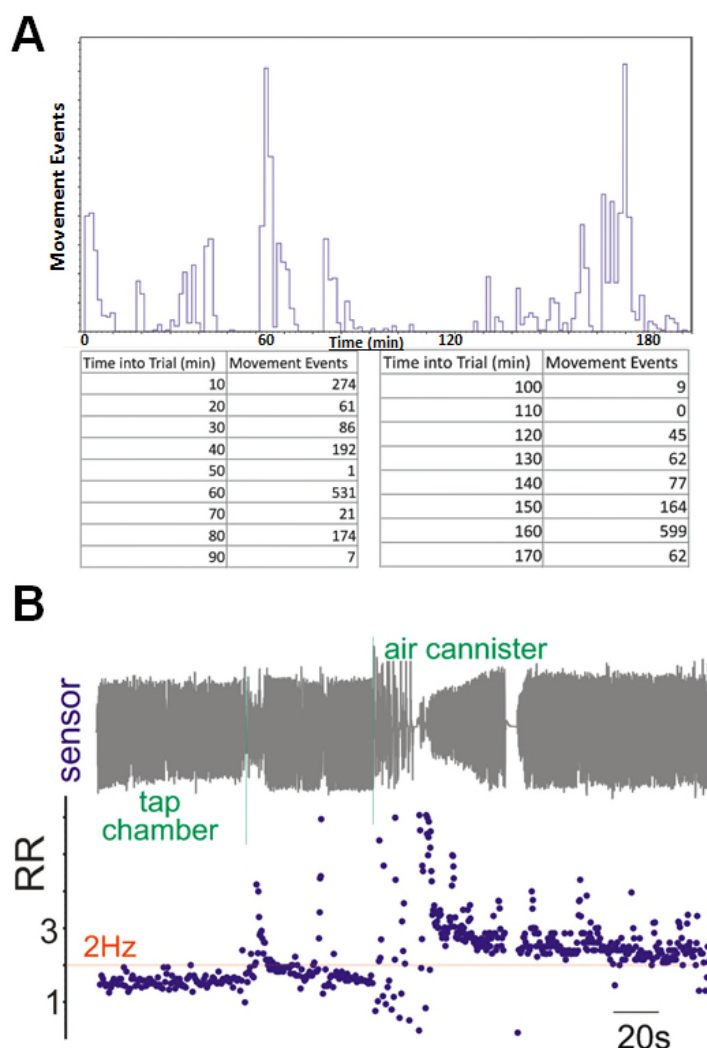 A
Movement Events
0 60 Time (min) 120 180
Time into Trial (min) Movement Events
10 274
20 61
30 86
40 192
50 1
60 531
70 21
80 174
90 7
Time into Trial (min) Movement Events
100 9
110 0
120 45
130 62
140 77
150 164
160 599
170 62
B
air cannister
sensor
tap
chamber
RR
3
2Hz
1
20s